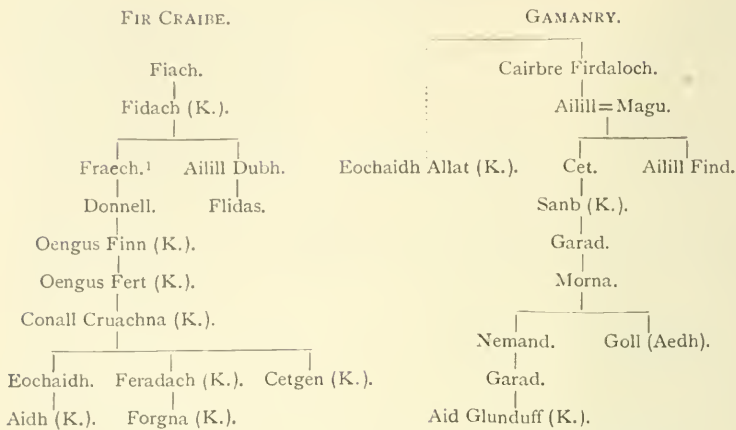 FIR CRAIBE.
Fiach.
Fidach (K.).
Fraech.¹ Ailill Dubh.
Donnell. Flidas.
Oengus Finn (K.).
Oengus Fert (K.).
Conall Cruachna (K.).
Eochaidh. Feradach (K.). Cetgen (K.).
Aidh (K.). Forgna (K.).
GAMANRY.
Cairbre Firdaloch.
Ailill=Magu.
Eochaidh Allat (K.). Cet. Ailill Find.
Sanb (K.).
Garad.
Morna.
Nemand. Goll (Aedh).
Garad.
Aid Glunduff (K.).